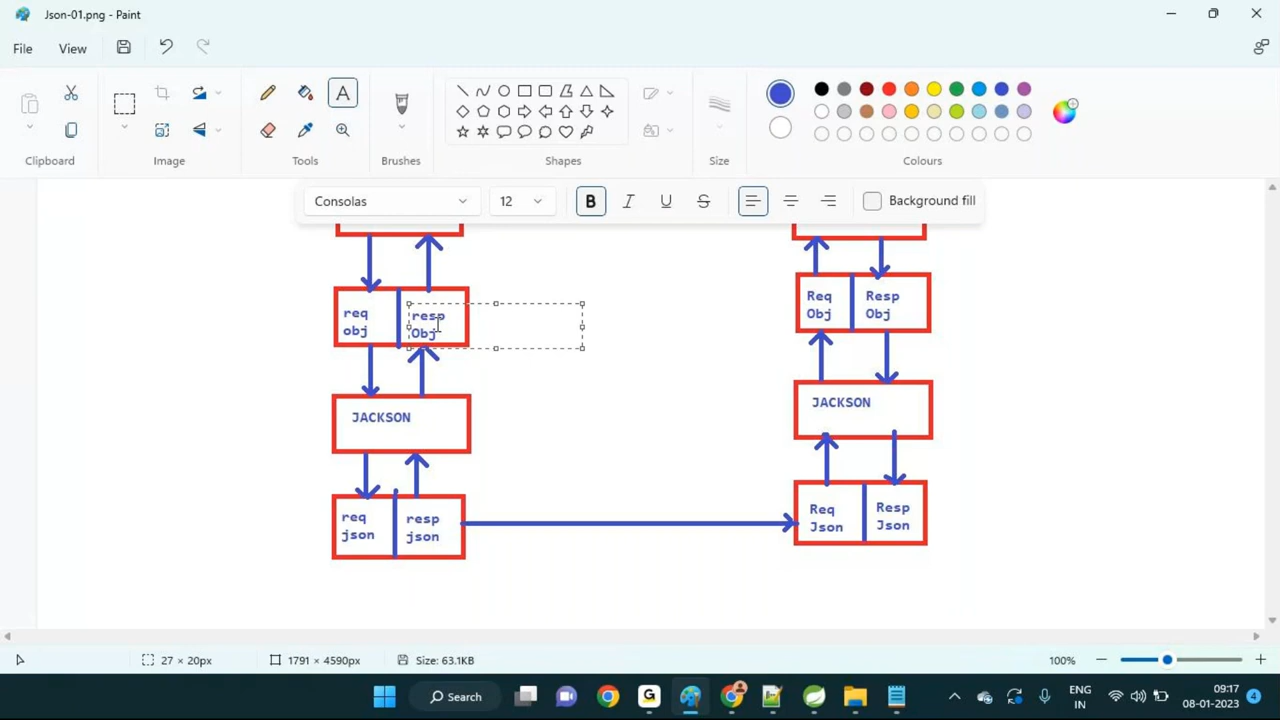 Json-01.png - Paint
File
View
Clipboard
Image
Tools
Brushes
Shapes
Size
Colours
Consolas
12
B
I
U
S
Background fill
req
obj
resp
Obj
Req
Obj
Resp
Obj
JACKSON
JACKSON
req
json
resp
json
Req
Json
Resp
Json
27 × 20px
1791 × 4590px
Size: 63.1KB
100%
Search
ENG
IN
09:17
08-01-2023
4